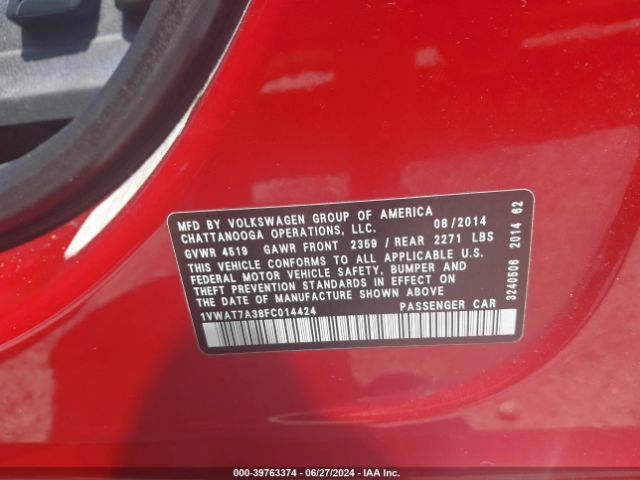 MFD BY VOLKSWAGEN GROUP OF AMERICA
CHATTANOOGA OPERATIONS, LLC. 08/2014
GVWR 4519 GAWR FRONT 2359 / REAR 2271 LBS
THIS VEHICLE CONFORMS TO ALL APPLICABLE U.S.
FEDERAL MOTOR VEHICLE SAFETY, BUMPER AND
THEFT PREVENTION STANDARDS IN EFFECT ON
THE DATE OF MANUFACTURE SHOWN ABOVE
1VWAT7A38FC014424 PASSENGER CAR
3240506 2014 62
000-39763374 - 06/27/2024 - IAA Inc.